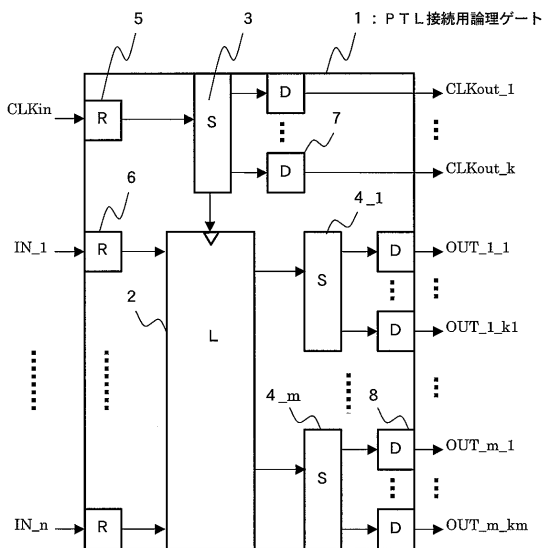 5
3
1 : PTL接続用論理ゲート
CLKin
R
S
D
CLKout_1
7
D
CLKout_k
6
4_1
IN_1
R
D
OUT_1_1
2
L
S
D
OUT_1_k1
4_m
8
D
OUT_m_1
S
IN_n
R
D
OUT_m_km